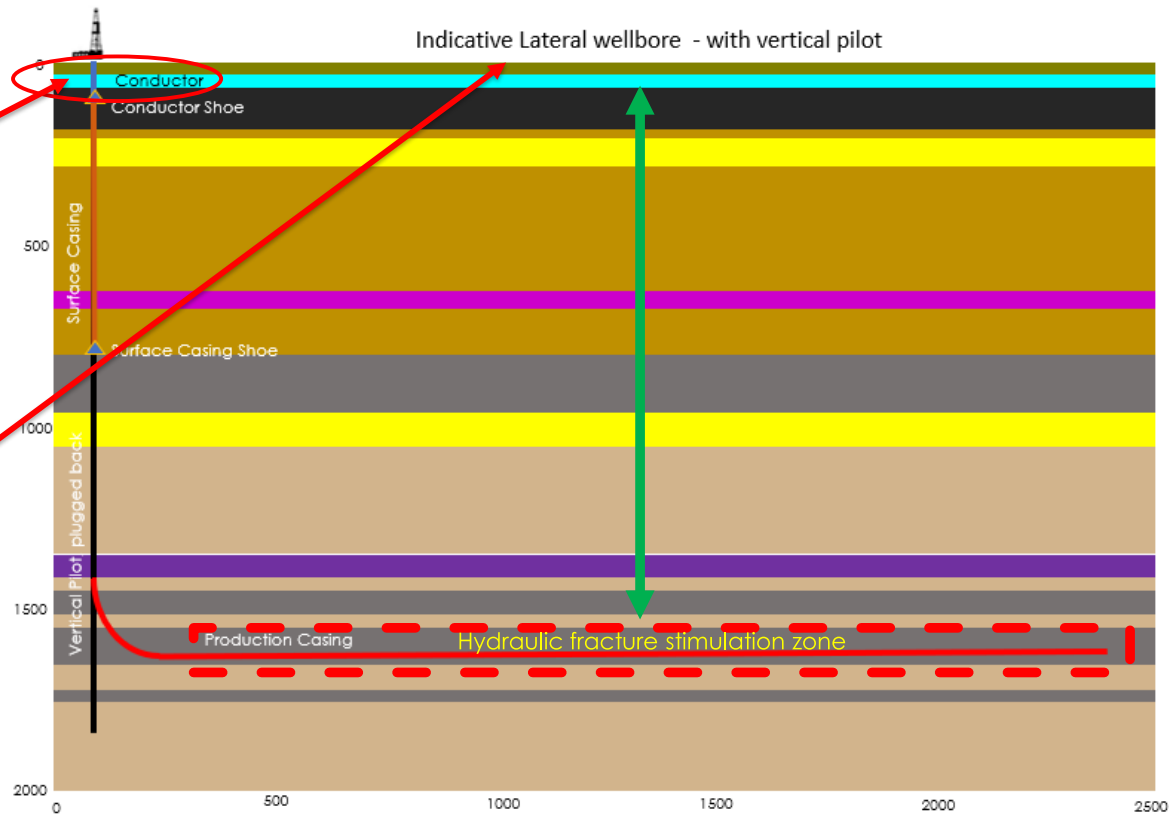 Indicative Lateral wellbore - with vertical pilot
0
Conductor
Conductor Shoe
Surface Casing
500
Surface Casing Shoe
1000
Vertical Pilot plugged back
1500
Production Casing
Hydraulic fracture stimulation zone
2000
0
500
1000
1500
2000
2500